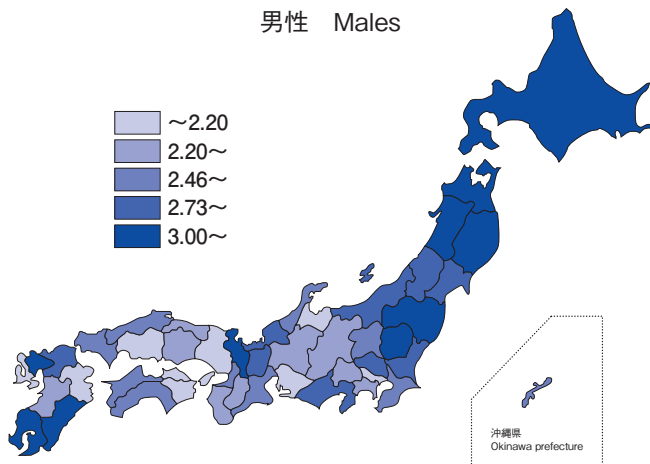 男性　Males
～2.20
2.20～
2.46～
2.73～
3.00～
沖縄県
Okinawa prefecture